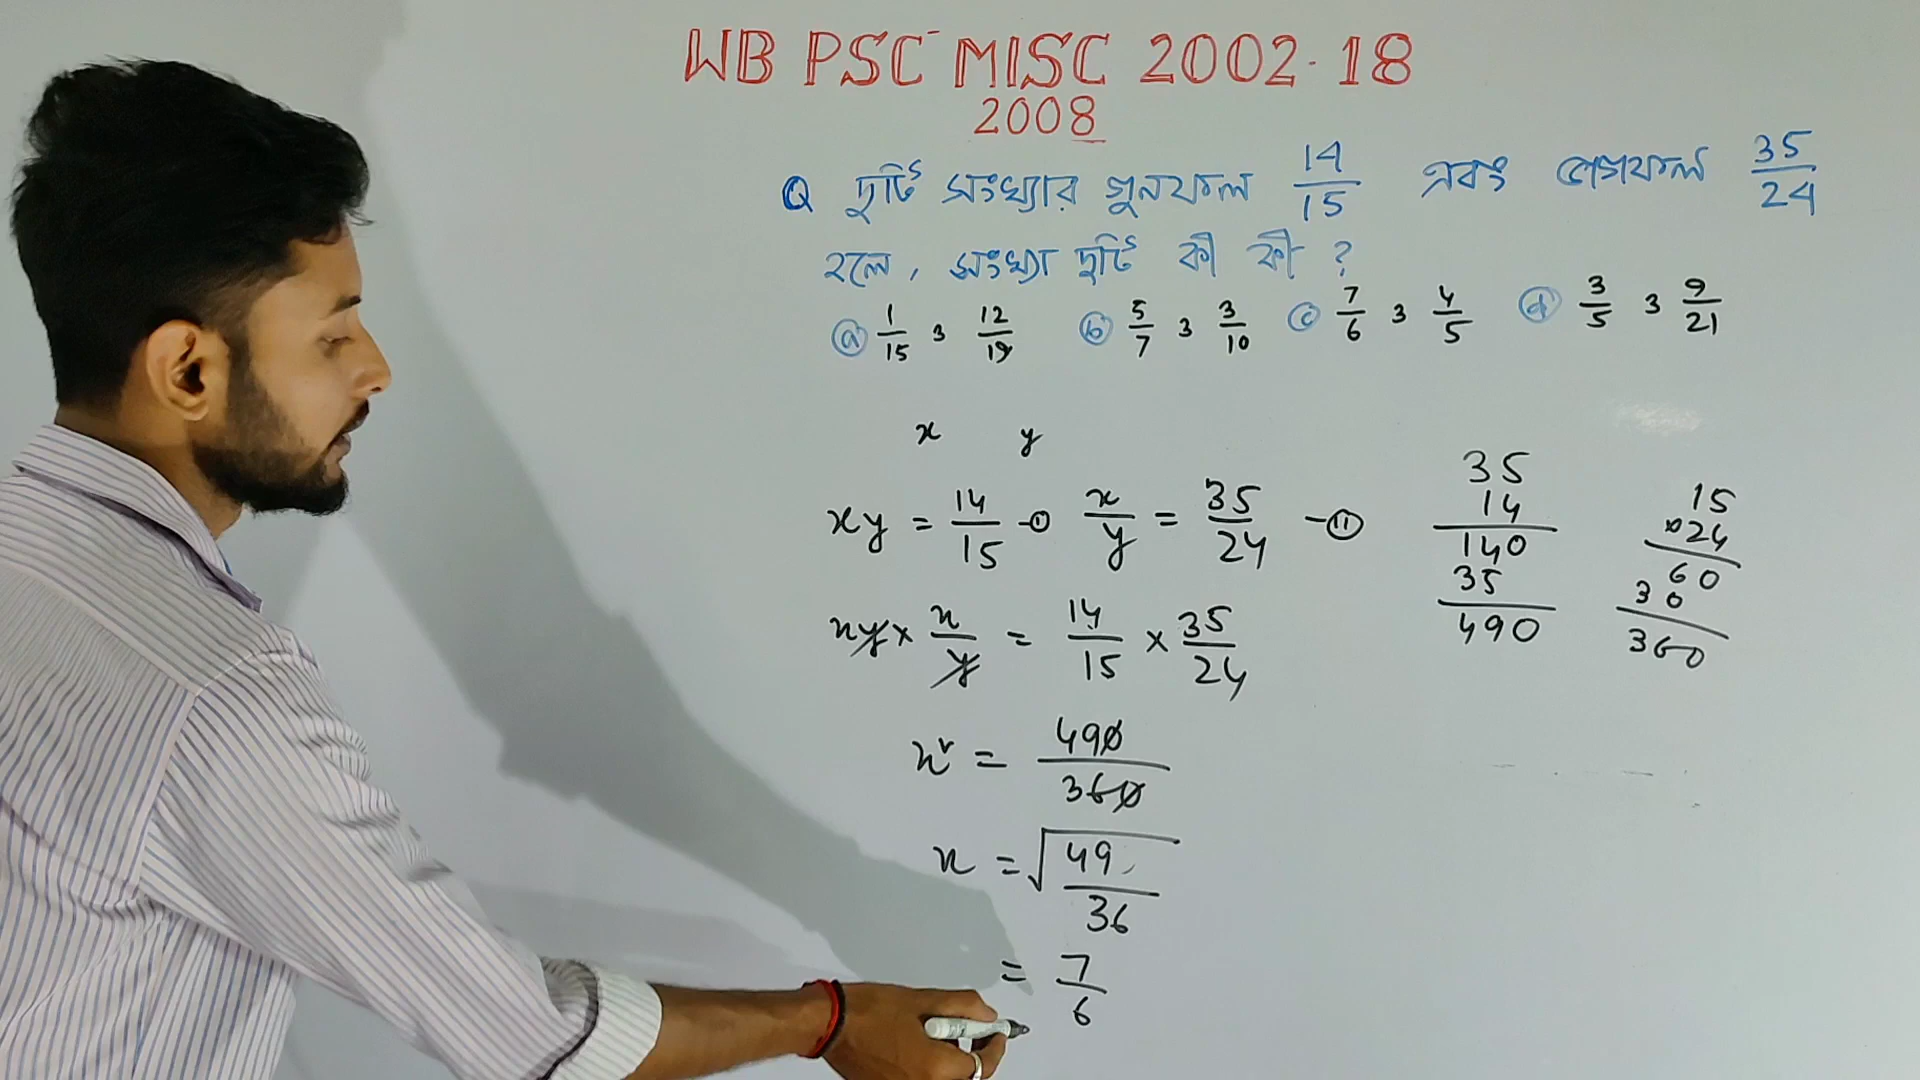 WB PSC MISC 2002-18
2008
Q দুটি সংখ্যার গুনফল 14/15 এবং ভাগফল 35/24
হলে, সংখ্যা দুটি কী কী ?
(a) 1/15 ও 12/19 (b) 5/7 ও 3/10 (c) 7/6 ও 4/5 (d) 3/5 ও 9/21
x y
xy = 14/15 -(i) x/y = 35/24 -(ii)
xy × x/y = 14/15 × 35/24
x² = 490/360
x = √49/36
= 7/6
35
14
140
35
490
15
×24
60
30
360